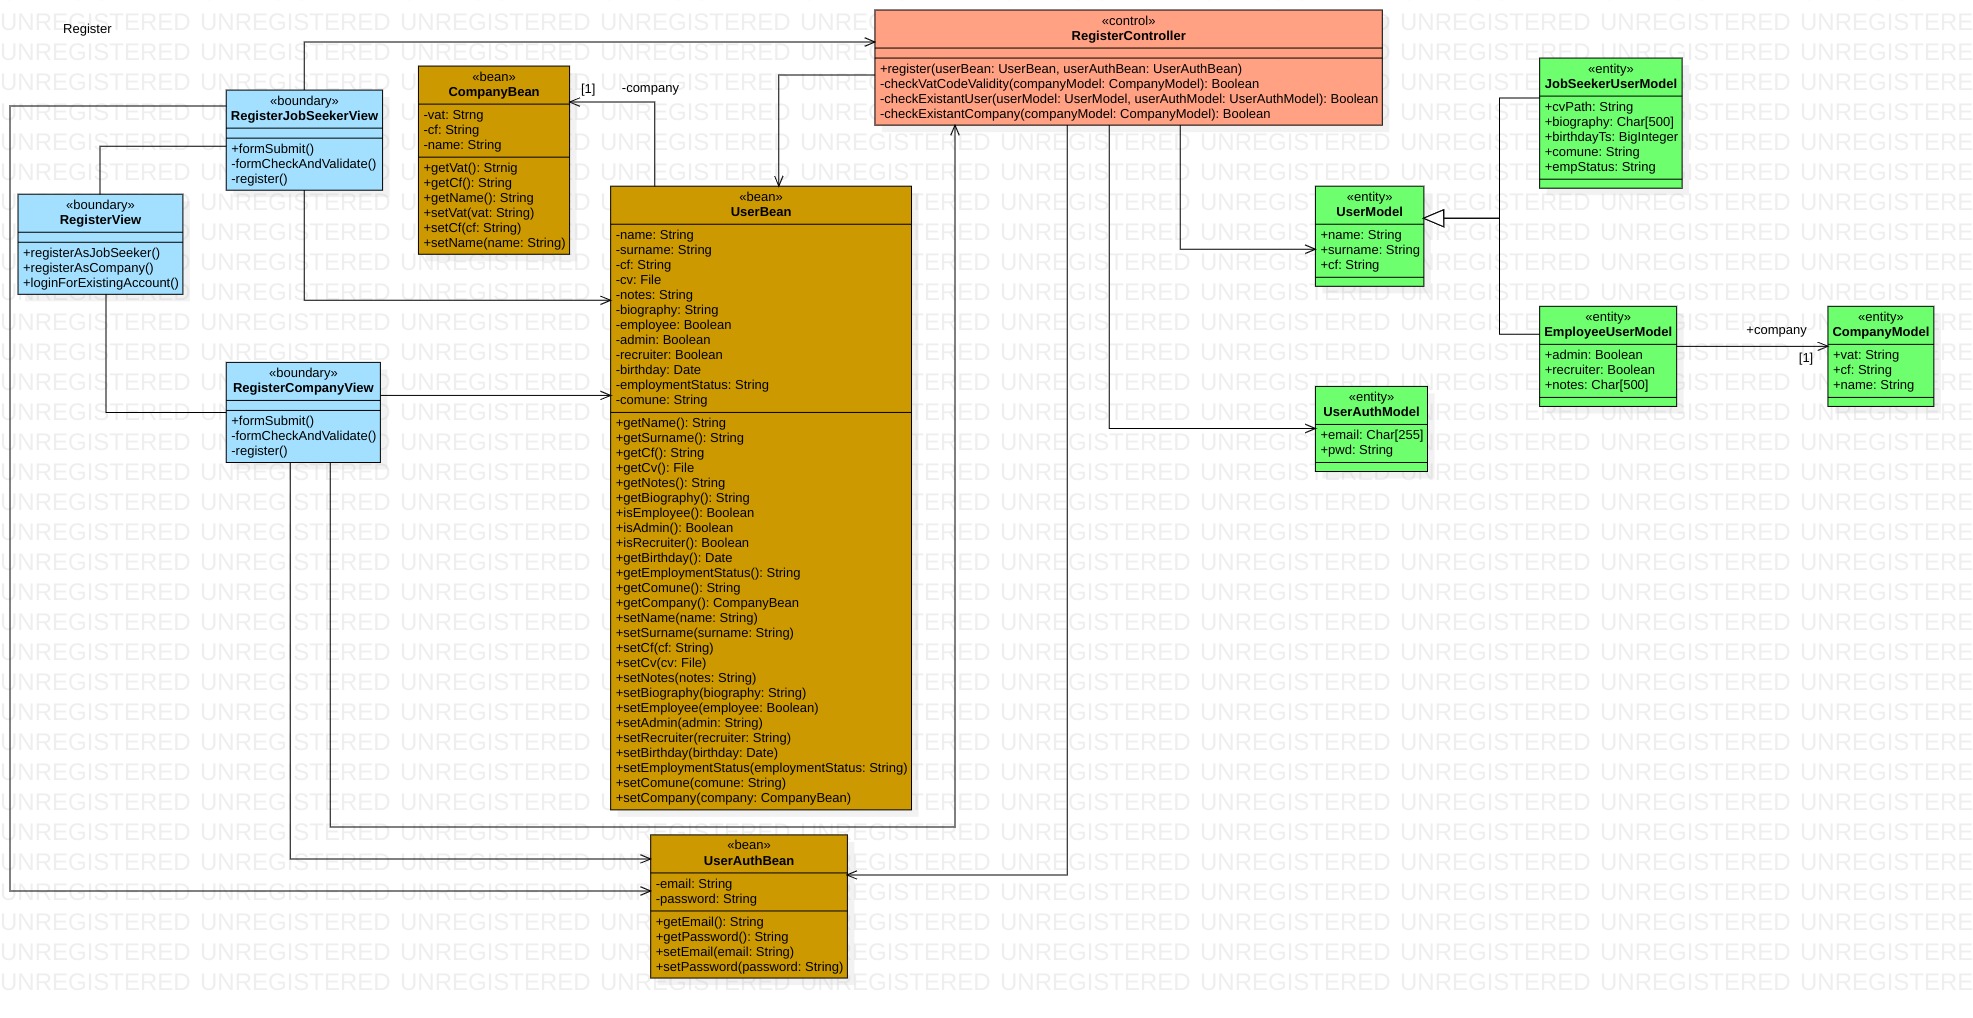 Register
«control»
RegisterController
+register(userBean: UserBean, userAuthBean: UserAuthBean)
-checkVatCodeValidity(companyModel: CompanyModel): Boolean
-checkExistantUser(userModel: UserModel, userAuthModel: UserAuthModel): Boolean
-checkExistantCompany(companyModel: CompanyModel): Boolean
«bean»
CompanyBean
-vat: Strng
-cf: String
-name: String
+getVat(): Strnig
+getCf(): String
+getName(): String
+setVat(vat: String)
+setCf(cf: String)
+setName(name: String)
[1]
-company
«boundary»
RegisterJobSeekerView
+formSubmit()
-formCheckAndValidate()
-register()
«boundary»
RegisterView
+registerAsJobSeeker()
+registerAsCompany()
+loginForExistingAccount()
«boundary»
RegisterCompanyView
+formSubmit()
-formCheckAndValidate()
-register()
«bean»
UserBean
-name: String
-surname: String
-cf: String
-cv: File
-notes: String
-biography: String
-employee: Boolean
-admin: Boolean
-recruiter: Boolean
-birthday: Date
-employmentStatus: String
-comune: String
+getName(): String
+getSurname(): String
+getCf(): String
+getCv(): File
+getNotes(): String
+getBiography(): String
+isEmployee(): Boolean
+isAdmin(): Boolean
+isRecruiter(): Boolean
+getBirthday(): Date
+getEmploymentStatus(): String
+getComune(): String
+getCompany(): CompanyBean
+setName(name: String)
+setSurname(surname: String)
+setCf(cf: String)
+setCv(cv: File)
+setNotes(notes: String)
+setBiography(biography: String)
+setEmployee(employee: Boolean)
+setAdmin(admin: String)
+setRecruiter(recruiter: String)
+setBirthday(birthday: Date)
+setEmploymentStatus(employmentStatus: String)
+setComune(comune: String)
+setCompany(company: CompanyBean)
«bean»
UserAuthBean
-email: String
-password: String
+getEmail(): String
+getPassword(): String
+setEmail(email: String)
+setPassword(password: String)
«entity»
UserModel
+name: String
+surname: String
+cf: String
«entity»
UserAuthModel
+email: Char[255]
+pwd: String
«entity»
JobSeekerUserModel
+cvPath: String
+biography: Char[500]
+birthdayTs: BigInteger
+comune: String
+empStatus: String
«entity»
EmployeeUserModel
+admin: Boolean
+recruiter: Boolean
+notes: Char[500]
+company
[1]
«entity»
CompanyModel
+vat: String
+cf: String
+name: String
UNREGISTERED